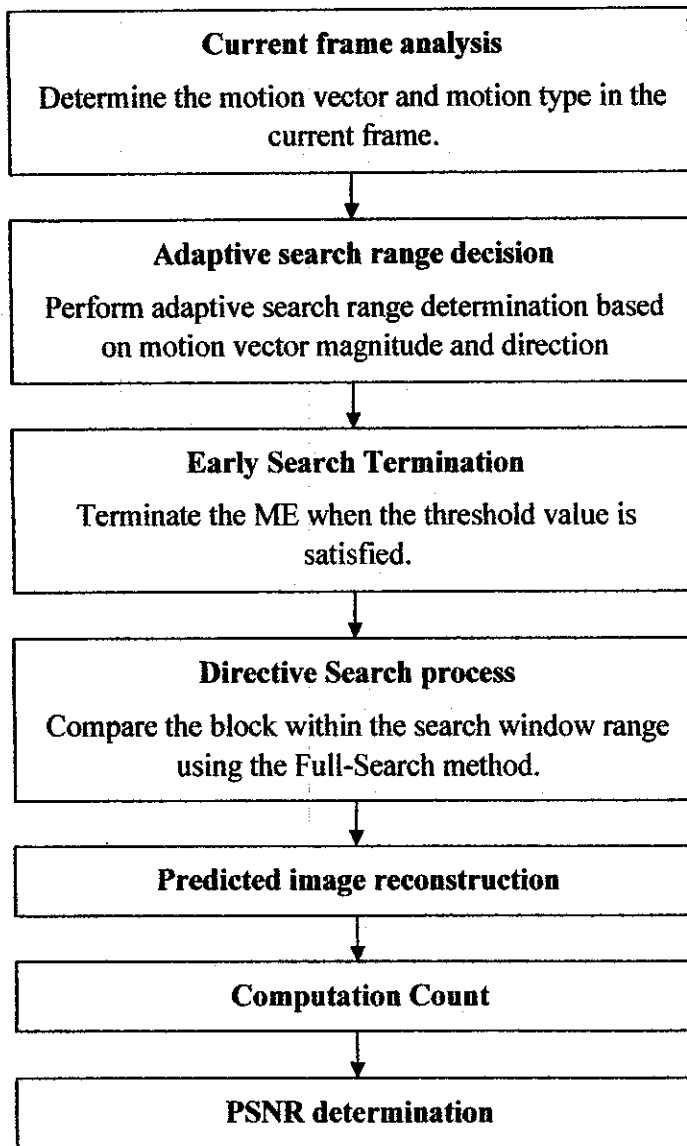 Current frame analysis
Determine the motion vector and motion type in the
current frame.
Adaptive search range decision
Perform adaptive search range determination based
on motion vector magnitude and direction
Early Search Termination
Terminate the ME when the threshold value is
satisfied.
Directive Search process
Compare the block within the search window range
using the Full-Search method.
Predicted image reconstruction
Computation Count
PSNR determination